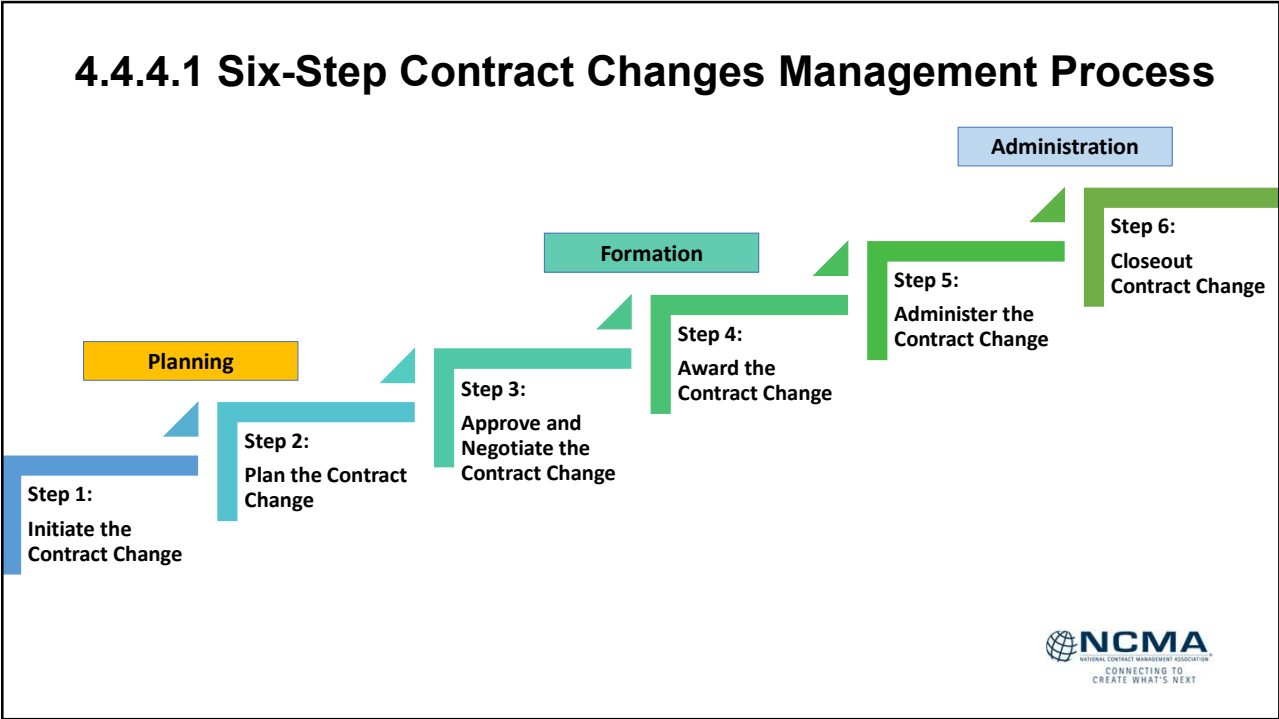 4.4.4.1 Six-Step Contract Changes Management Process
Planning
Formation
Administration
Step 1:
Initiate the
Contract Change
Step 2:
Plan the Contract
Change
Step 3:
Approve and
Negotiate the
Contract Change
Step 4:
Award the
Contract Change
Step 5:
Administer the
Contract Change
Step 6:
Closeout
Contract Change
NCMA
NATIONAL CONTRACT MANAGEMENT ASSOCIATION
CONNECTING TO
CREATE WHAT'S NEXT